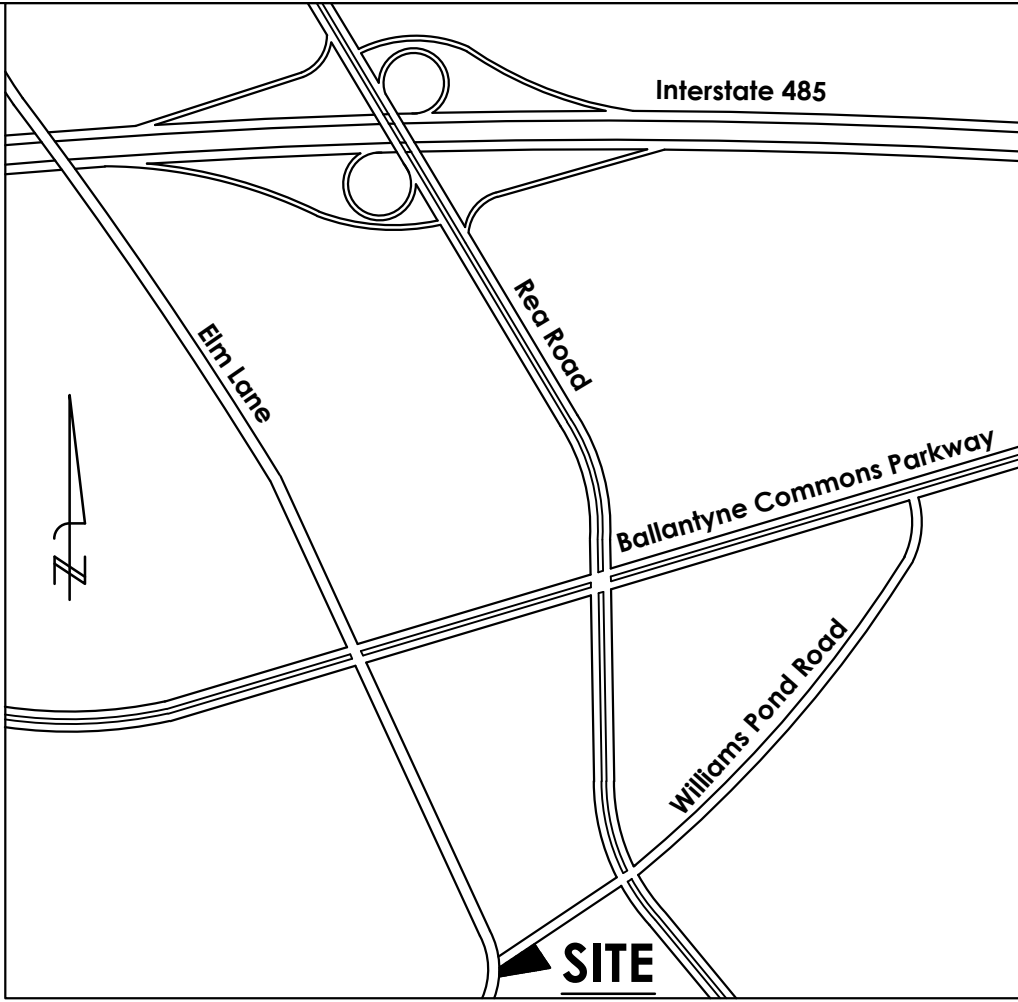 Interstate 485
Rea Road
Elm Lane
N
Ballantyne Commons Parkway
Williams Pond Road
SITE